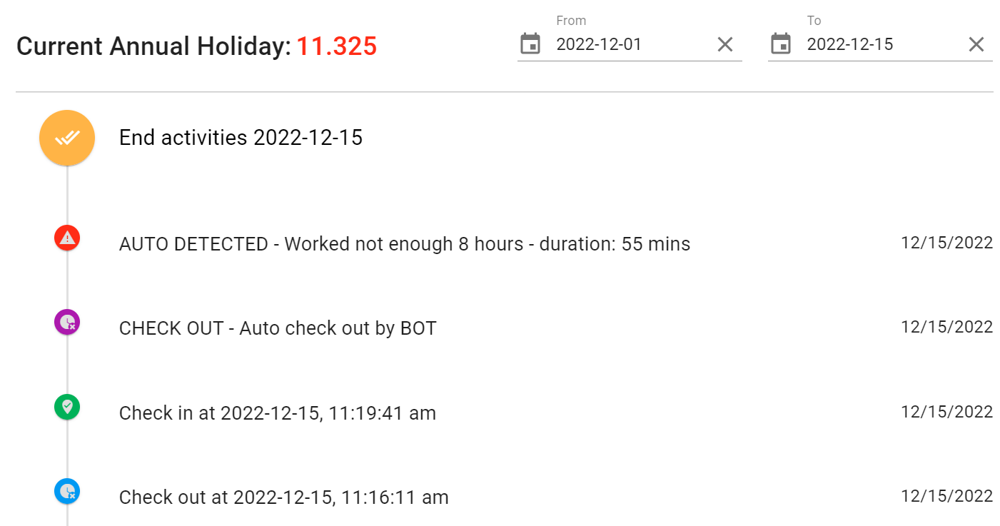 Current Annual Holiday: 11.325
From
2022-12-01
To
2022-12-15
End activities 2022-12-15
AUTO DETECTED - Worked not enough 8 hours - duration: 55 mins
12/15/2022
CHECK OUT - Auto check out by BOT
12/15/2022
Check in at 2022-12-15, 11:19:41 am
12/15/2022
Check out at 2022-12-15, 11:16:11 am
12/15/2022